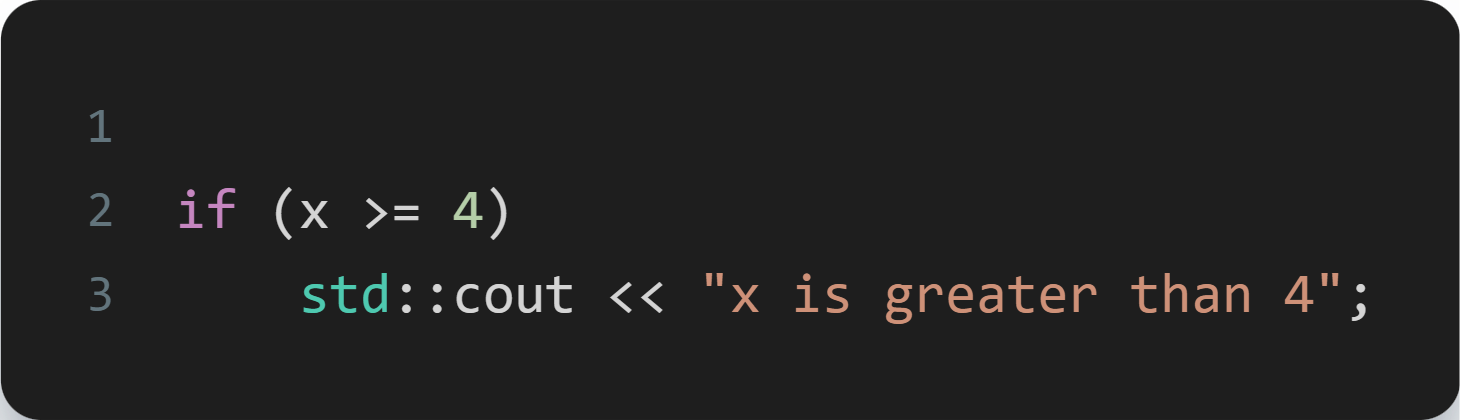 1
2 if (x >= 4)
3     std::cout << "x is greater than 4";